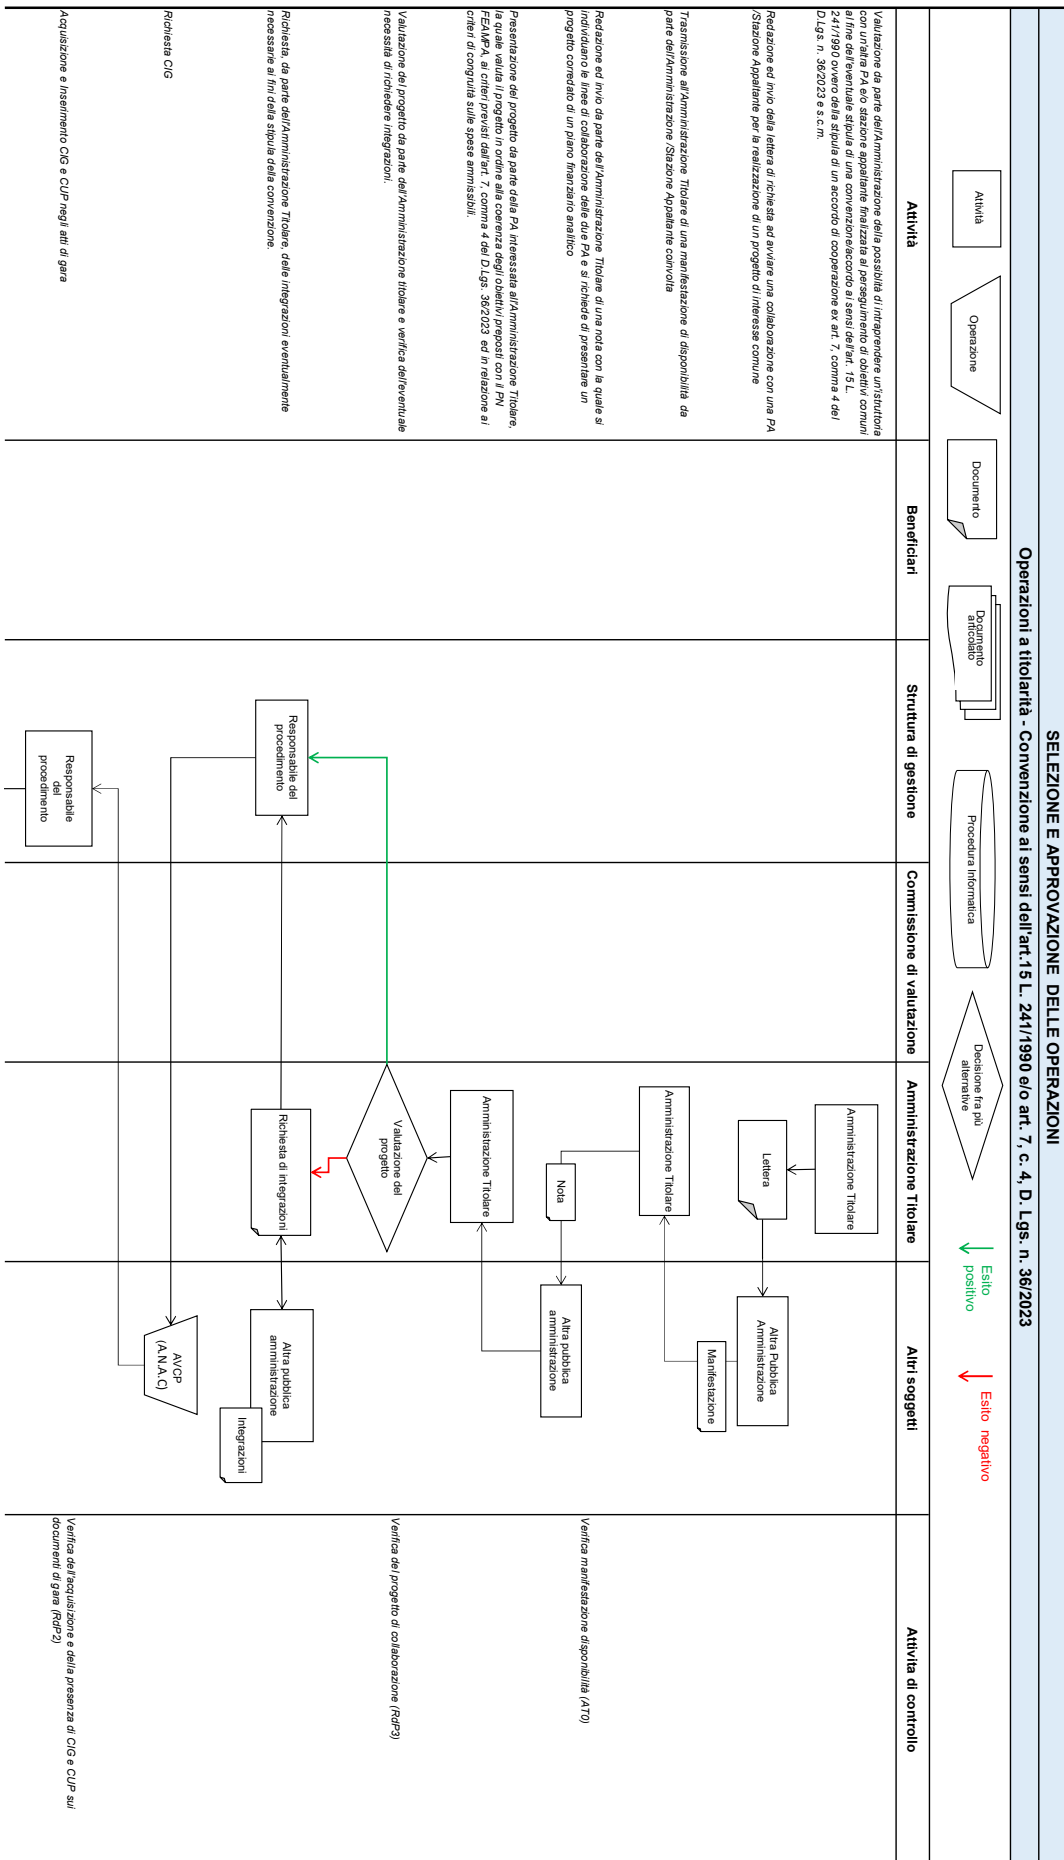 SELEZIONE E APPROVAZIONE DELLE OPERAZIONI
Operazioni a titolarità - Convenzione ai sensi dell'art.15 L. 241/1990 e/o art. 7, c. 4, D. Lgs. n. 36/2023
Attività
Operazione
Documento
Documento
articolato
Procedura Informatica
Decisione fra più
alternative
Esito
positivo
Esito negativo
Attività
Beneficiari
Struttura di gestione
Commissione di valutazione
Amministrazione Titolare
Altri soggetti
Attivita di controllo
Valutazione da parte dell'Amministrazione della possiblità di intraprendere un'istruttoria
con un'altra PA e/o stazione appaltante finalizzata al perseguimento di obiettivi comuni
al fine dell'eventuale stipula di una convenzione/accordo ai sensi dell'art. 15 L.
241/1990 ovvero della stipula di un accordo di cooperazione ex art. 7, comma 4 del
D.Lgs. n. 36/2023 e s.c.m.
Amministrazione Titolare
Redazione ed invio della lettera di richiesta ad avviare una collaborazione con una PA
/Stazione Appaltante per la realizzazione di un progetto di interesse comune
Lettera
Altra Pubblica
Amministrazione
Manifestazione
Trasmissione all'Amministrazione Titolare di una manifestazione di disponibilità da
parte dell'Amministrazione /Stazione Appaltante coinvolta
Amministrazione Titolare
Redazione ed invio da parte dell'Amministrazione Titolare di una nota con la quale si
individuano le linee di collaborazione delle due PA e si richiede di presentare un
progetto corredato di un piano finanziario analitico
Nota
Altra pubblica
amministrazione
Verifica manifestazione disponibilità (AT0)
Presentazione del progetto da parte della PA interessata all'Amministrazione Titolare,
la quale valuta il progetto in ordine alla coerenza degli obiettivi preposti con il PN
FEAMPA, ai criteri previsti dall'art. 7, comma 4 del D.Lgs. 36/2023 ed in relazione ai
criteri di congruità sulle spese ammissibili.
Amministrazione Titolare
Valutazione del progetto da parte dell'Amministrazione titolare e verifica dell'eventuale
necessità di richiedere integrazioni.
Valutazione del
progetto
Verifica del progetto di collaborazione (RdP3)
Richiesta, da parte dell'Amministrazione Titolare, delle integrazioni eventualmente
necessarie ai fini della stipula della convenzione.
Responsabile del
procedimento
Richiesta di integrazioni
Altra pubblica
amministrazione
Integrazioni
Richiesta CIG
AVCP
(A.N.A.C)
Acquisizione e Inserimento CIG e CUP negli atti di gara
Responsabile
del
procedimento
Verifica dell'acquisizione e della presenza di CIG e CUP sui
documenti di gara (RdP2)